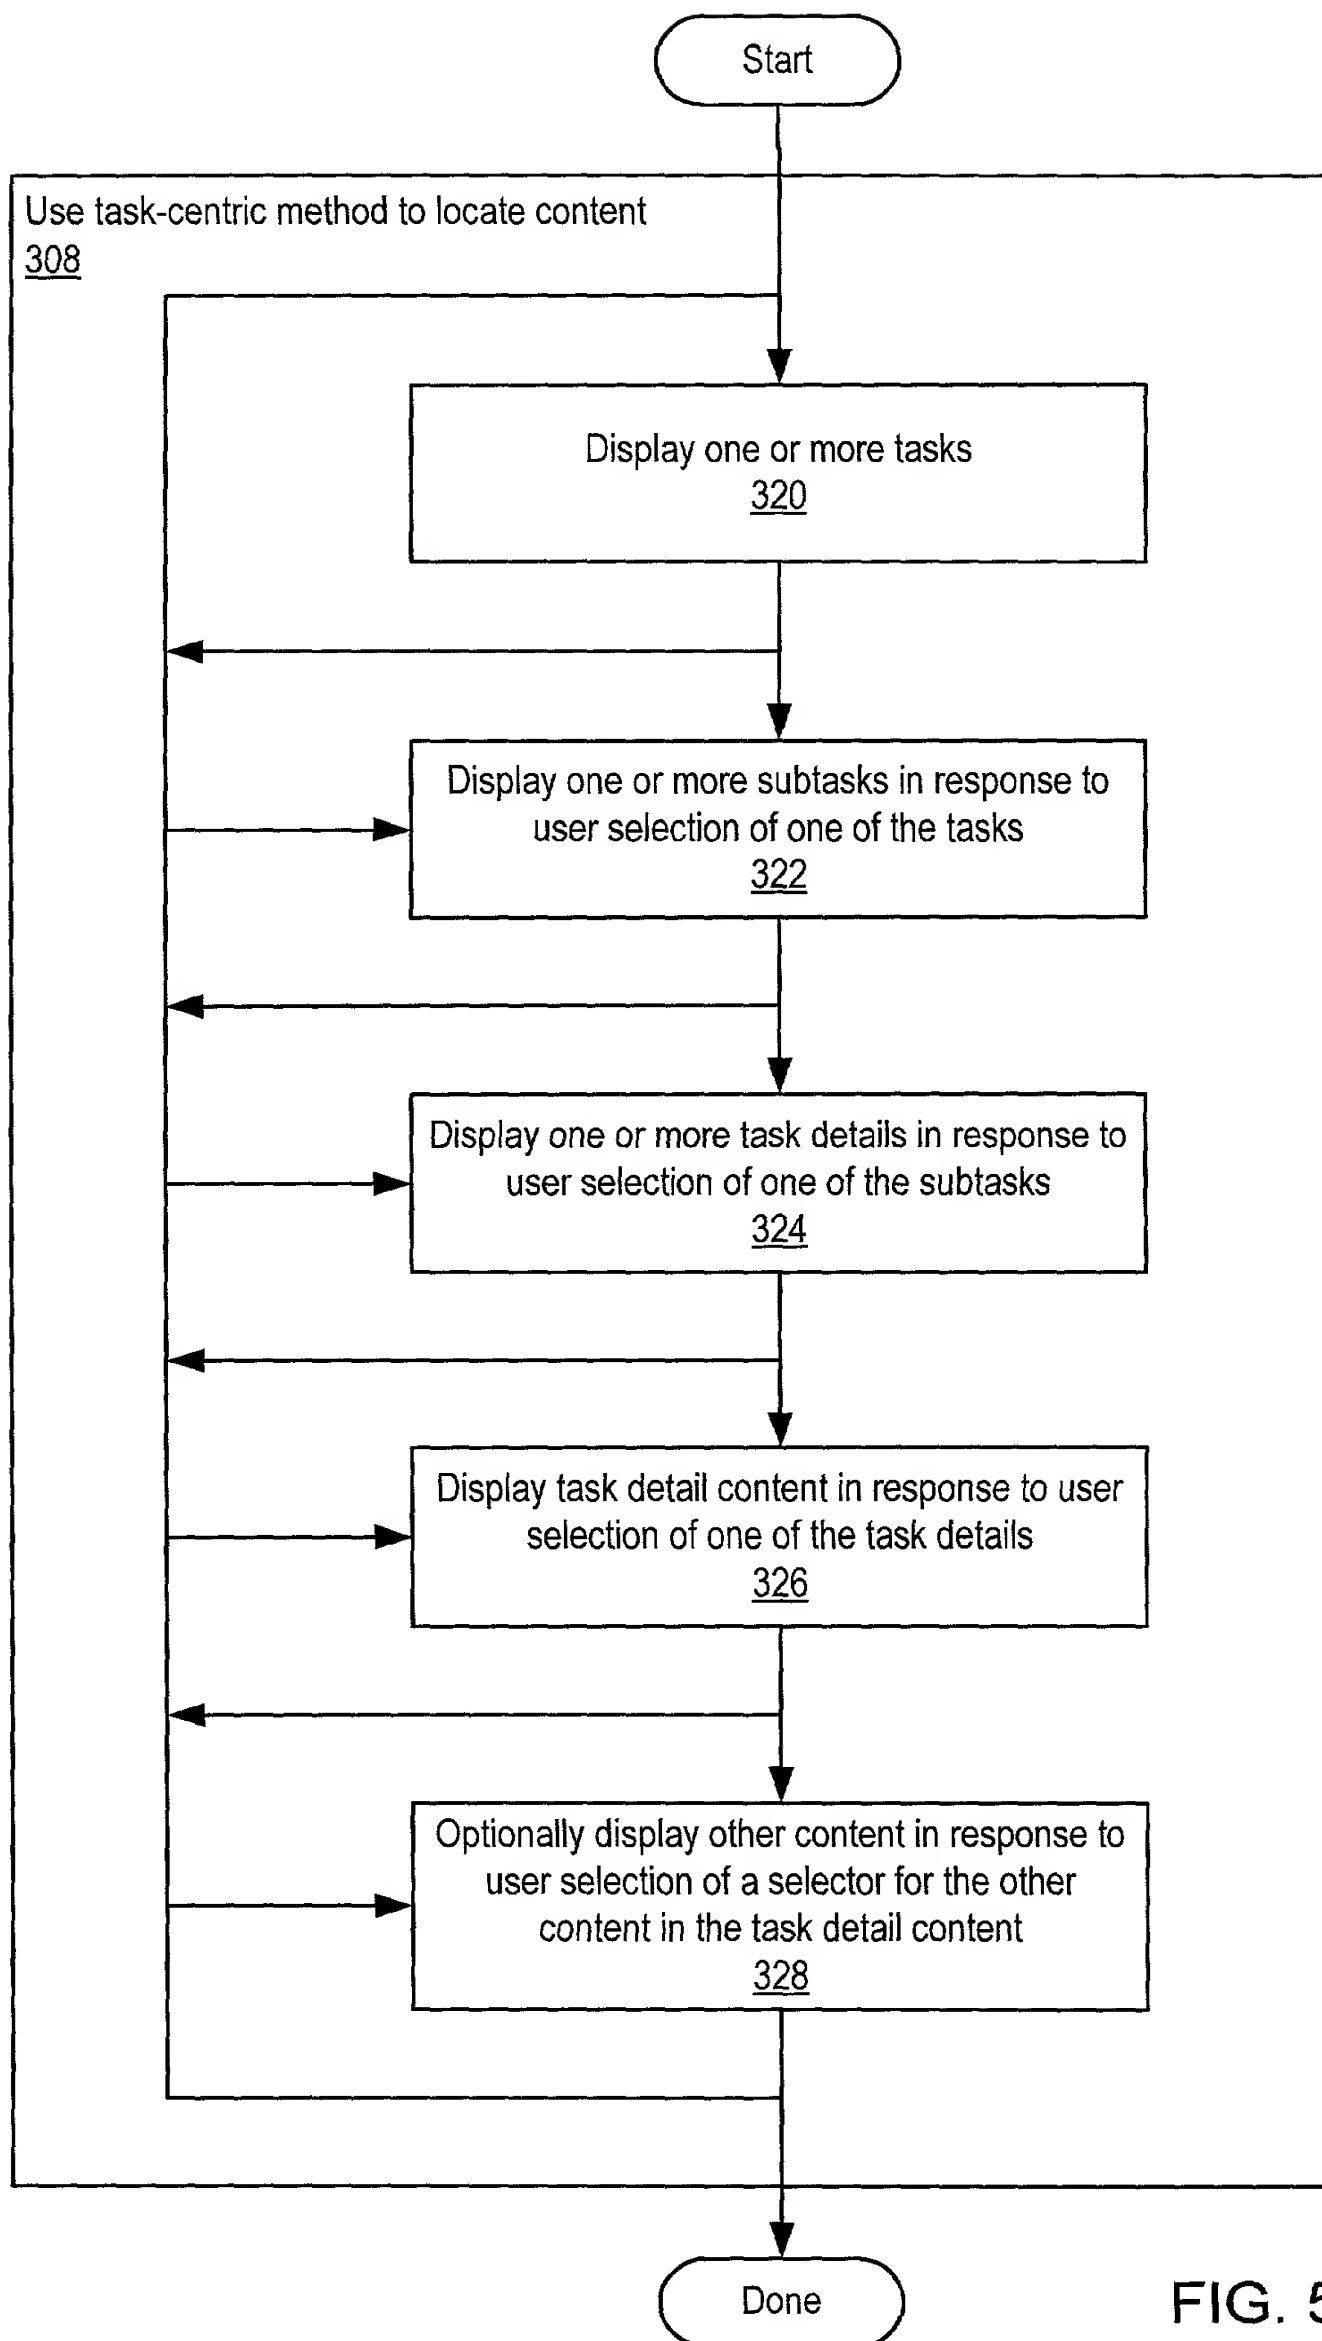 Start
Use task-centric method to locate content
308
Display one or more tasks
320
Display one or more subtasks in response to
user selection of one of the tasks
322
Display one or more task details in response to
user selection of one of the subtasks
324
Display task detail content in response to user
selection of one of the task details
326
Optionally display other content in response to
user selection of a selector for the other
content in the task detail content
328
Done
FIG. 5